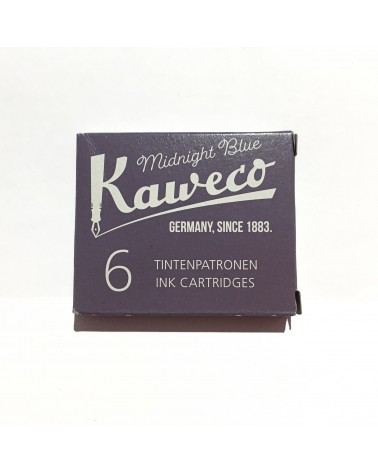 Midnight Blue
Kaweco
GERMANY, SINCE 1883.
6 TINTENPATRONEN
INK CARTRIDGES